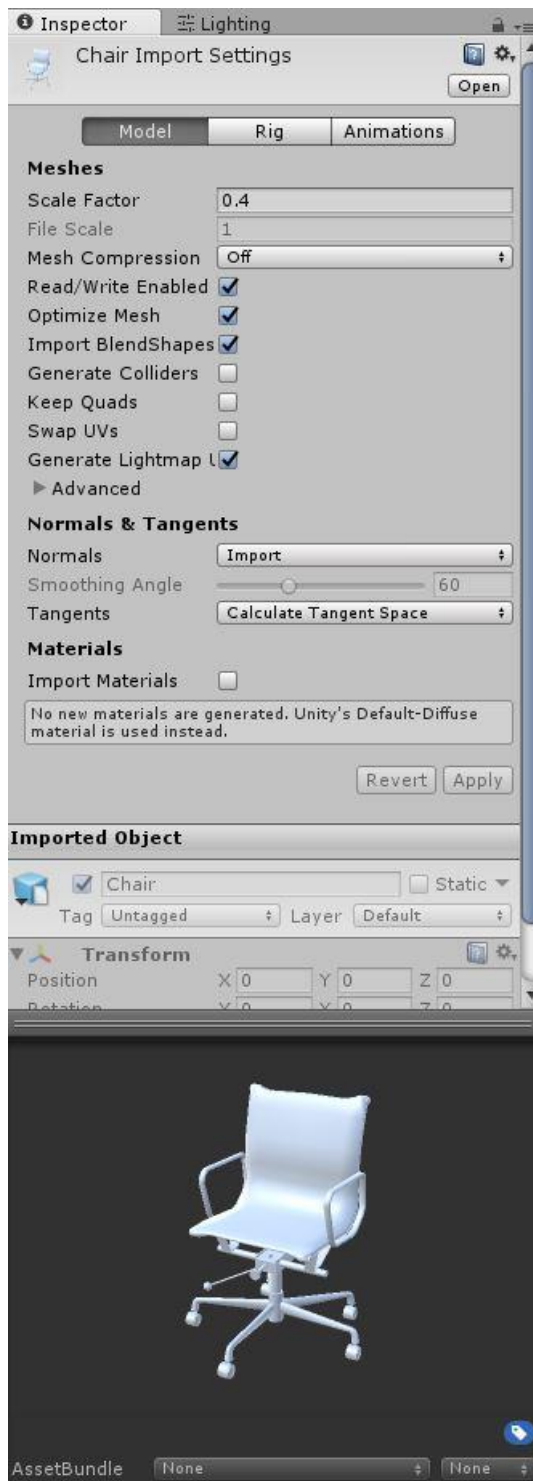 Inspector Lighting
Chair Import Settings
Open
Model Rig Animations
Meshes
Scale Factor 0.4
File Scale 1
Mesh Compression Off
Read/Write Enabled
Optimize Mesh
Import BlendShapes
Generate Colliders
Keep Quads
Swap UVs
Generate Lightmap U
Advanced
Normals & Tangents
Normals Import
Smoothing Angle 60
Tangents Calculate Tangent Space
Materials
Import Materials
No new materials are generated. Unity's Default-Diffuse
material is used instead.
Revert Apply
Imported Object
Chair Static
Tag Untagged Layer Default
Transform
Position X 0 Y 0 Z 0
Rotation X 0 Y 0 Z 0
AssetBundle None None